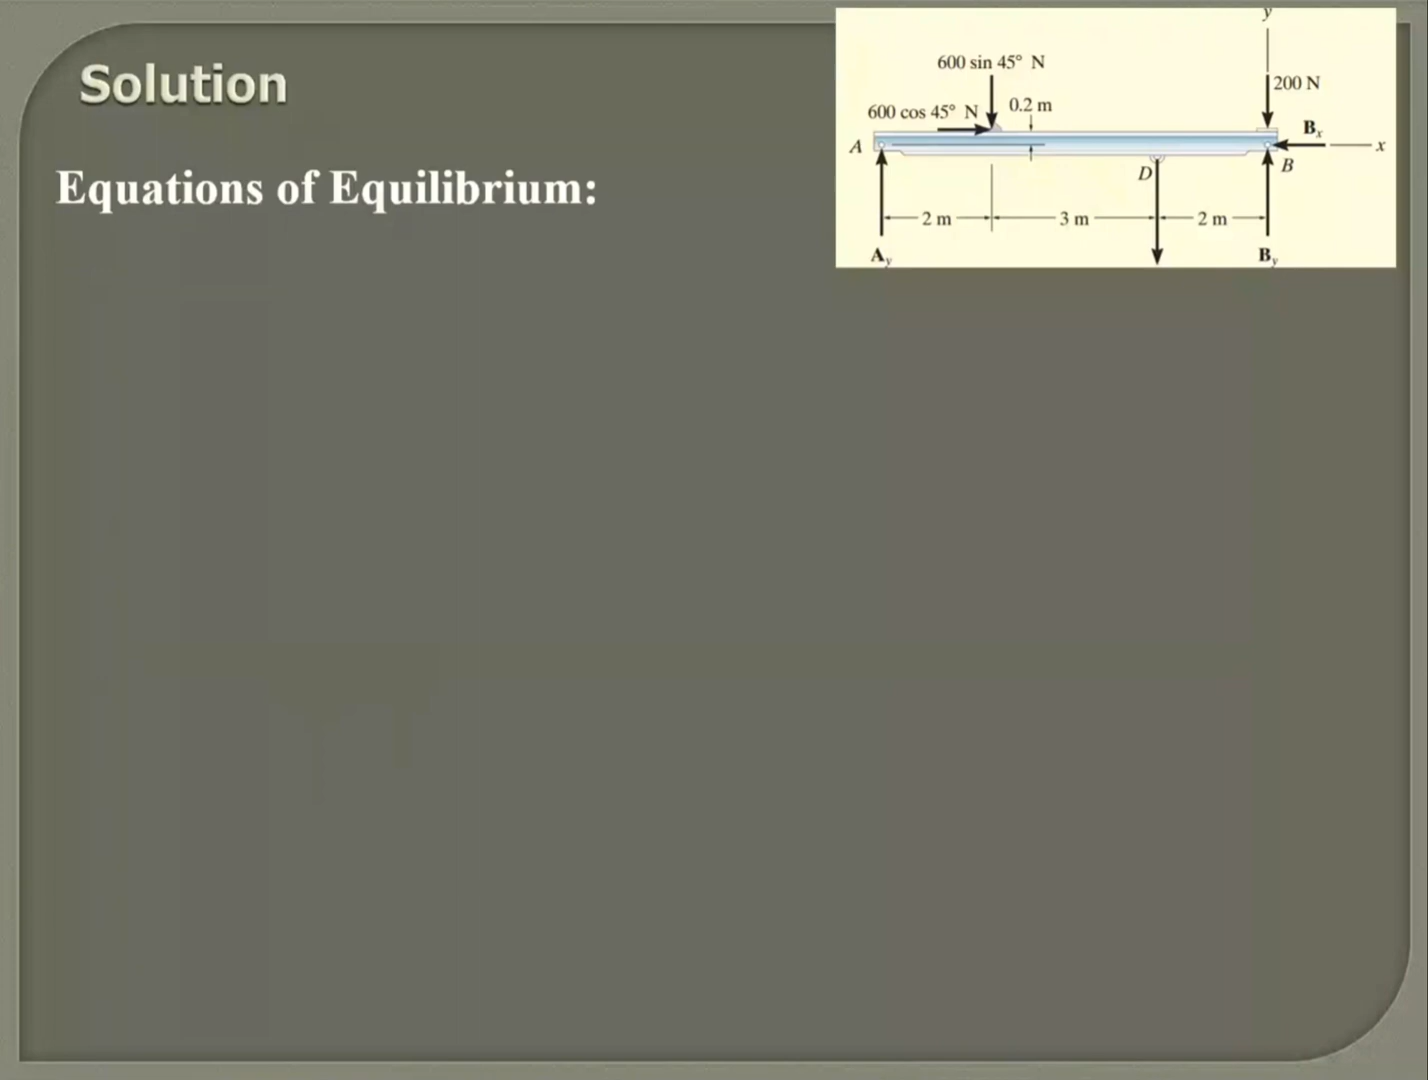 Solution
Equations of Equilibrium:
y
600 sin 45° N
200 N
600 cos 45° N
0.2 m
Bx
A
x
D
B
2 m
3 m
2 m
Ay
By